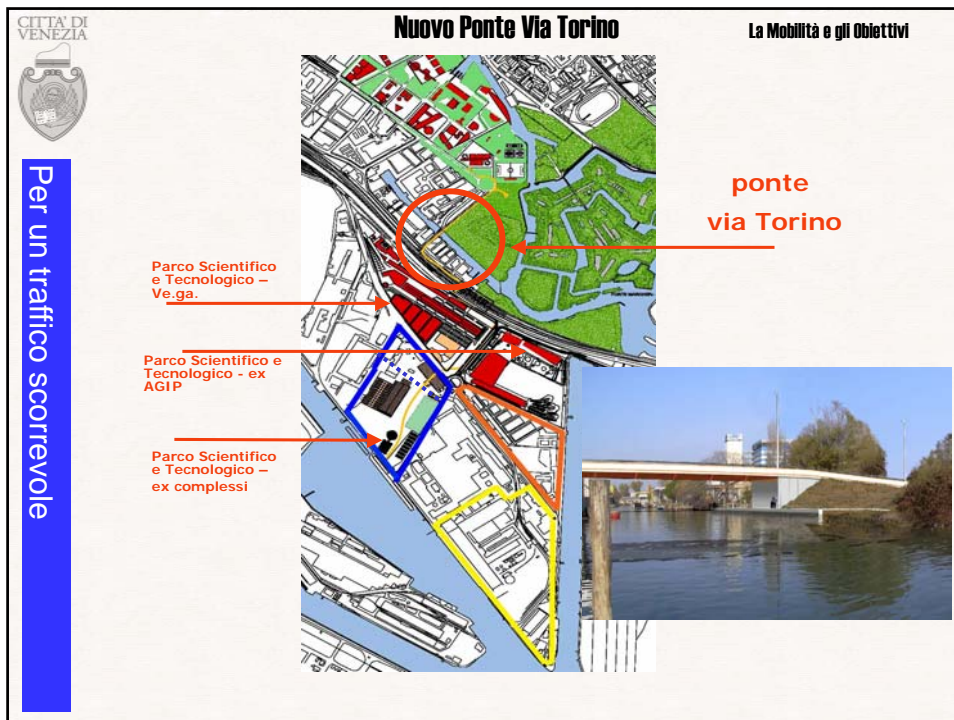 CITTA' DI
VENEZIA
Nuovo Ponte Via Torino
La Mobilità e gli Obiettivi
Per un traffico scorrevole
ponte
via Torino
Parco Scientifico
e Tecnologico –
Ve.ga.
Parco Scientifico e
Tecnologico - ex
AGIP
Parco Scientifico
e Tecnologico –
ex complessi